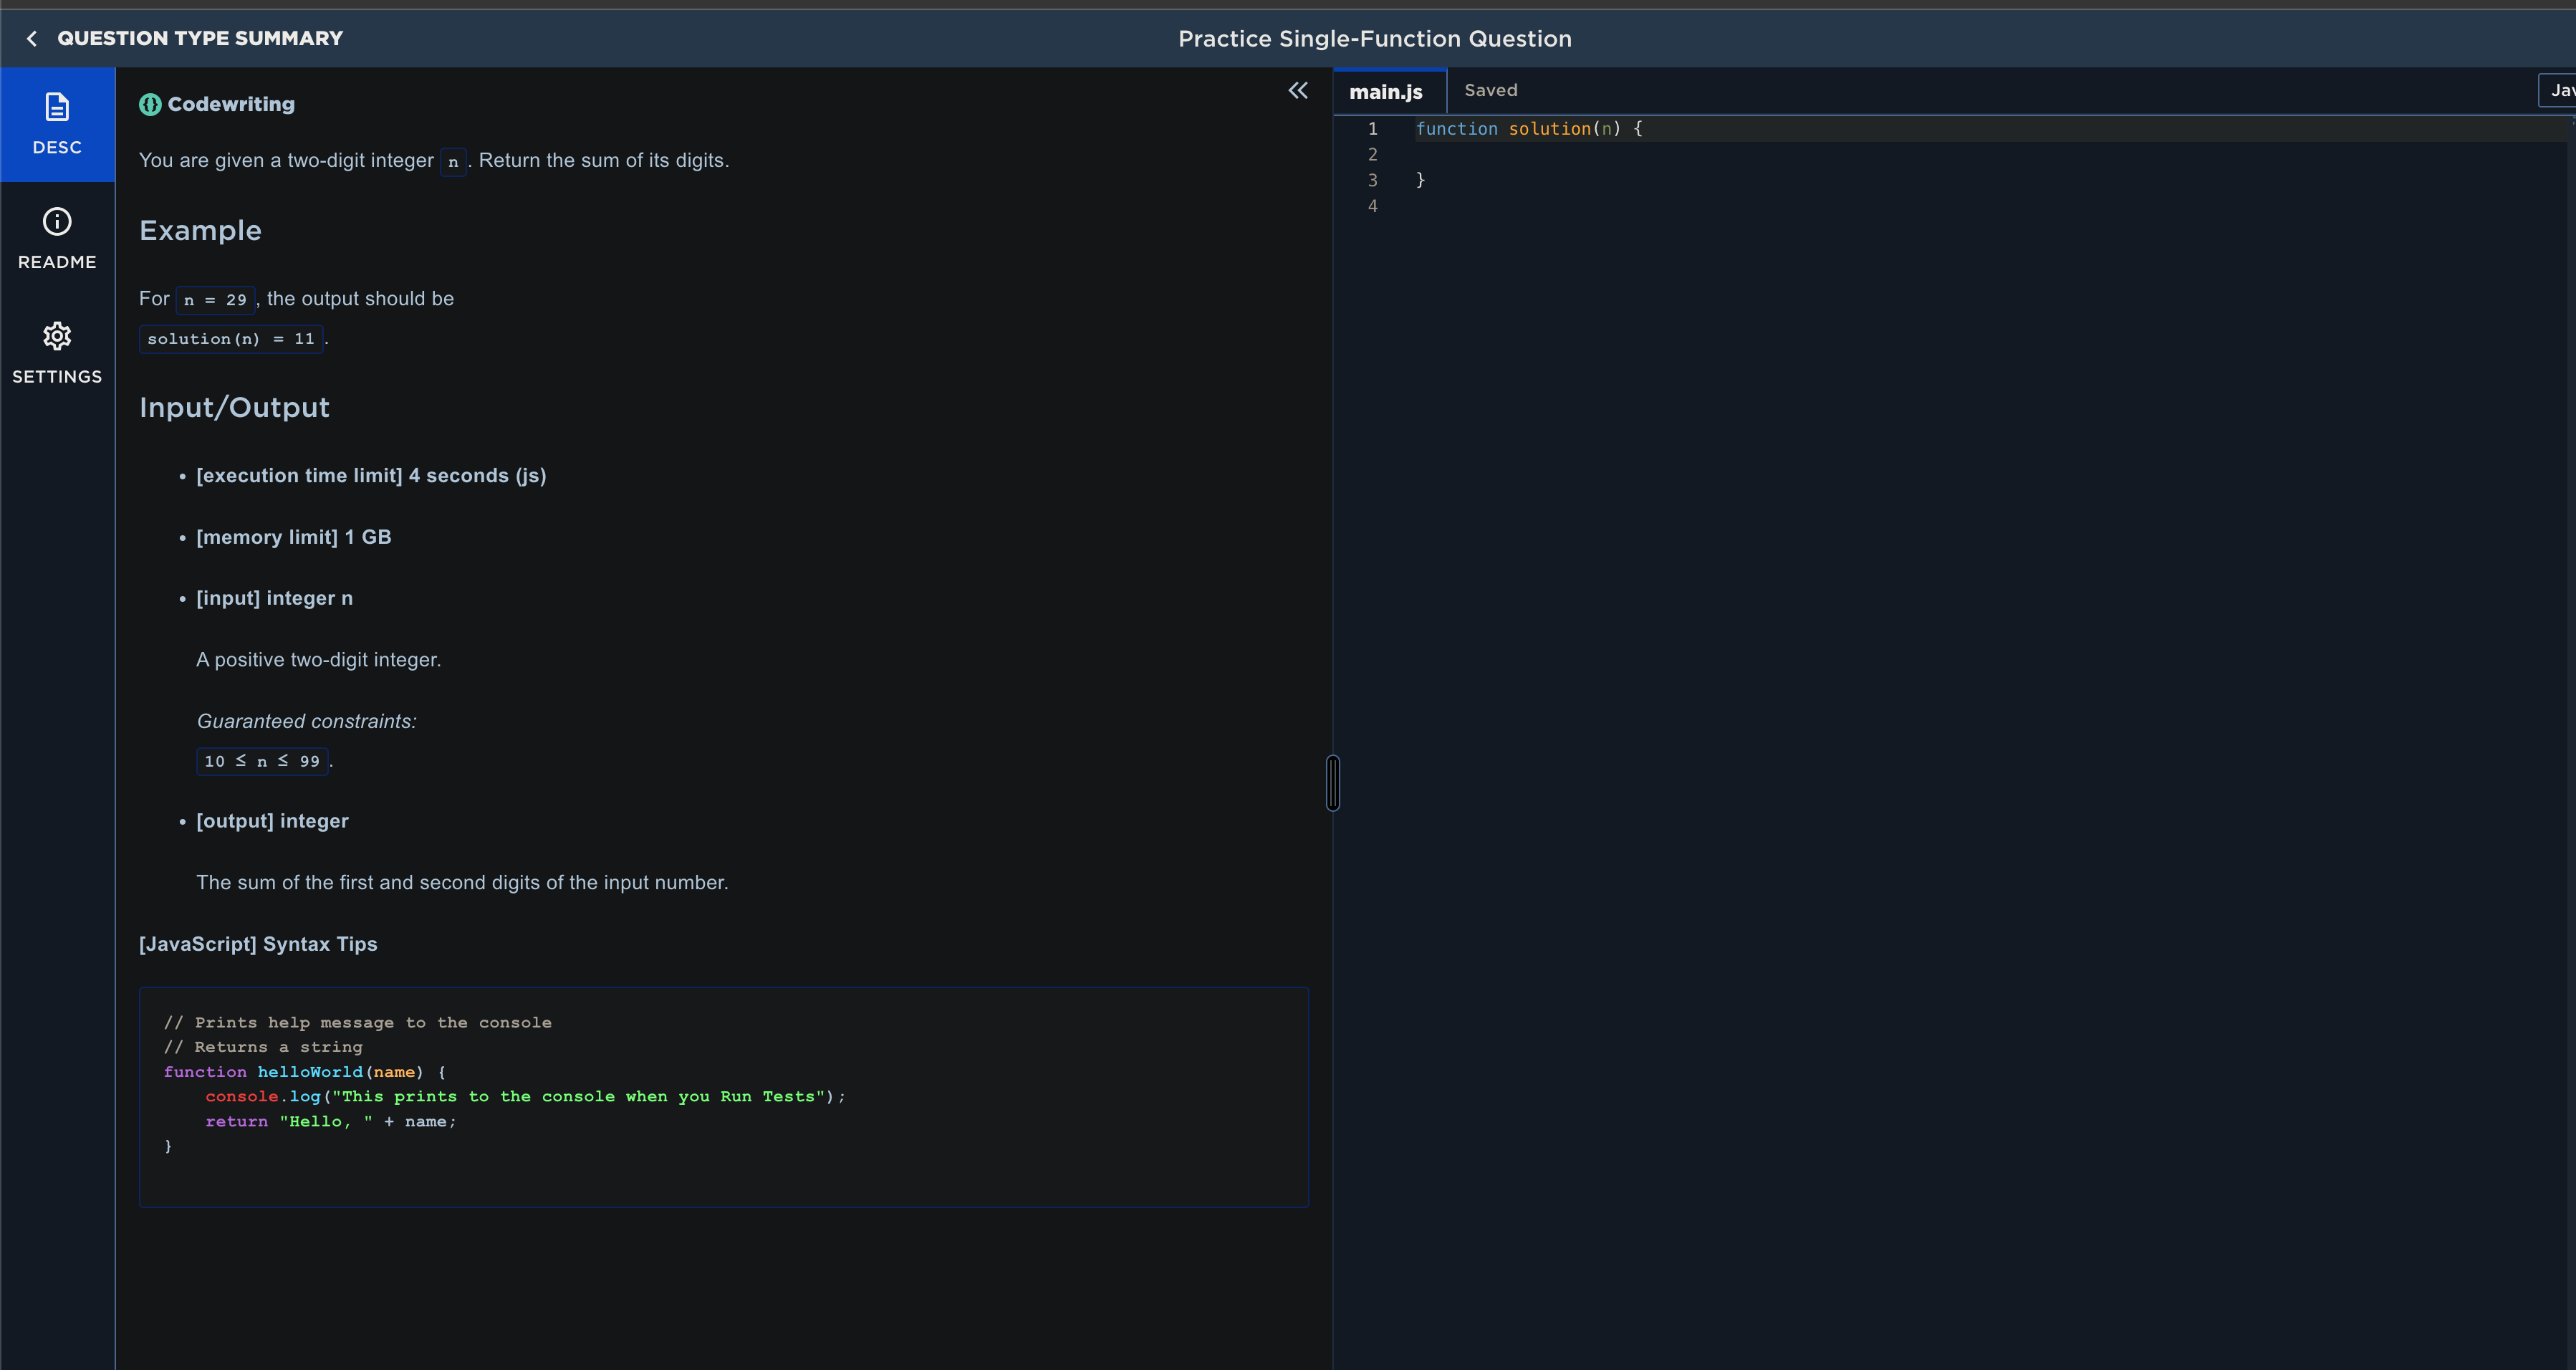 QUESTION TYPE SUMMARY
Practice Single-Function Question
DESC
README
SETTINGS
Codewriting
You are given a two-digit integer n. Return the sum of its digits.
Example
For n = 29, the output should be
solution(n) = 11.
Input/Output
• [execution time limit] 4 seconds (js)
• [memory limit] 1 GB
• [input] integer n
A positive two-digit integer.
Guaranteed constraints:
10 ≤ n ≤ 99.
• [output] integer
The sum of the first and second digits of the input number.
[JavaScript] Syntax Tips
// Prints help message to the console
// Returns a string
function helloWorld(name) {
    console.log("This prints to the console when you Run Tests");
    return "Hello, " + name;
}
main.js
Saved
Jav
1 function solution(n) {
2
3 }
4